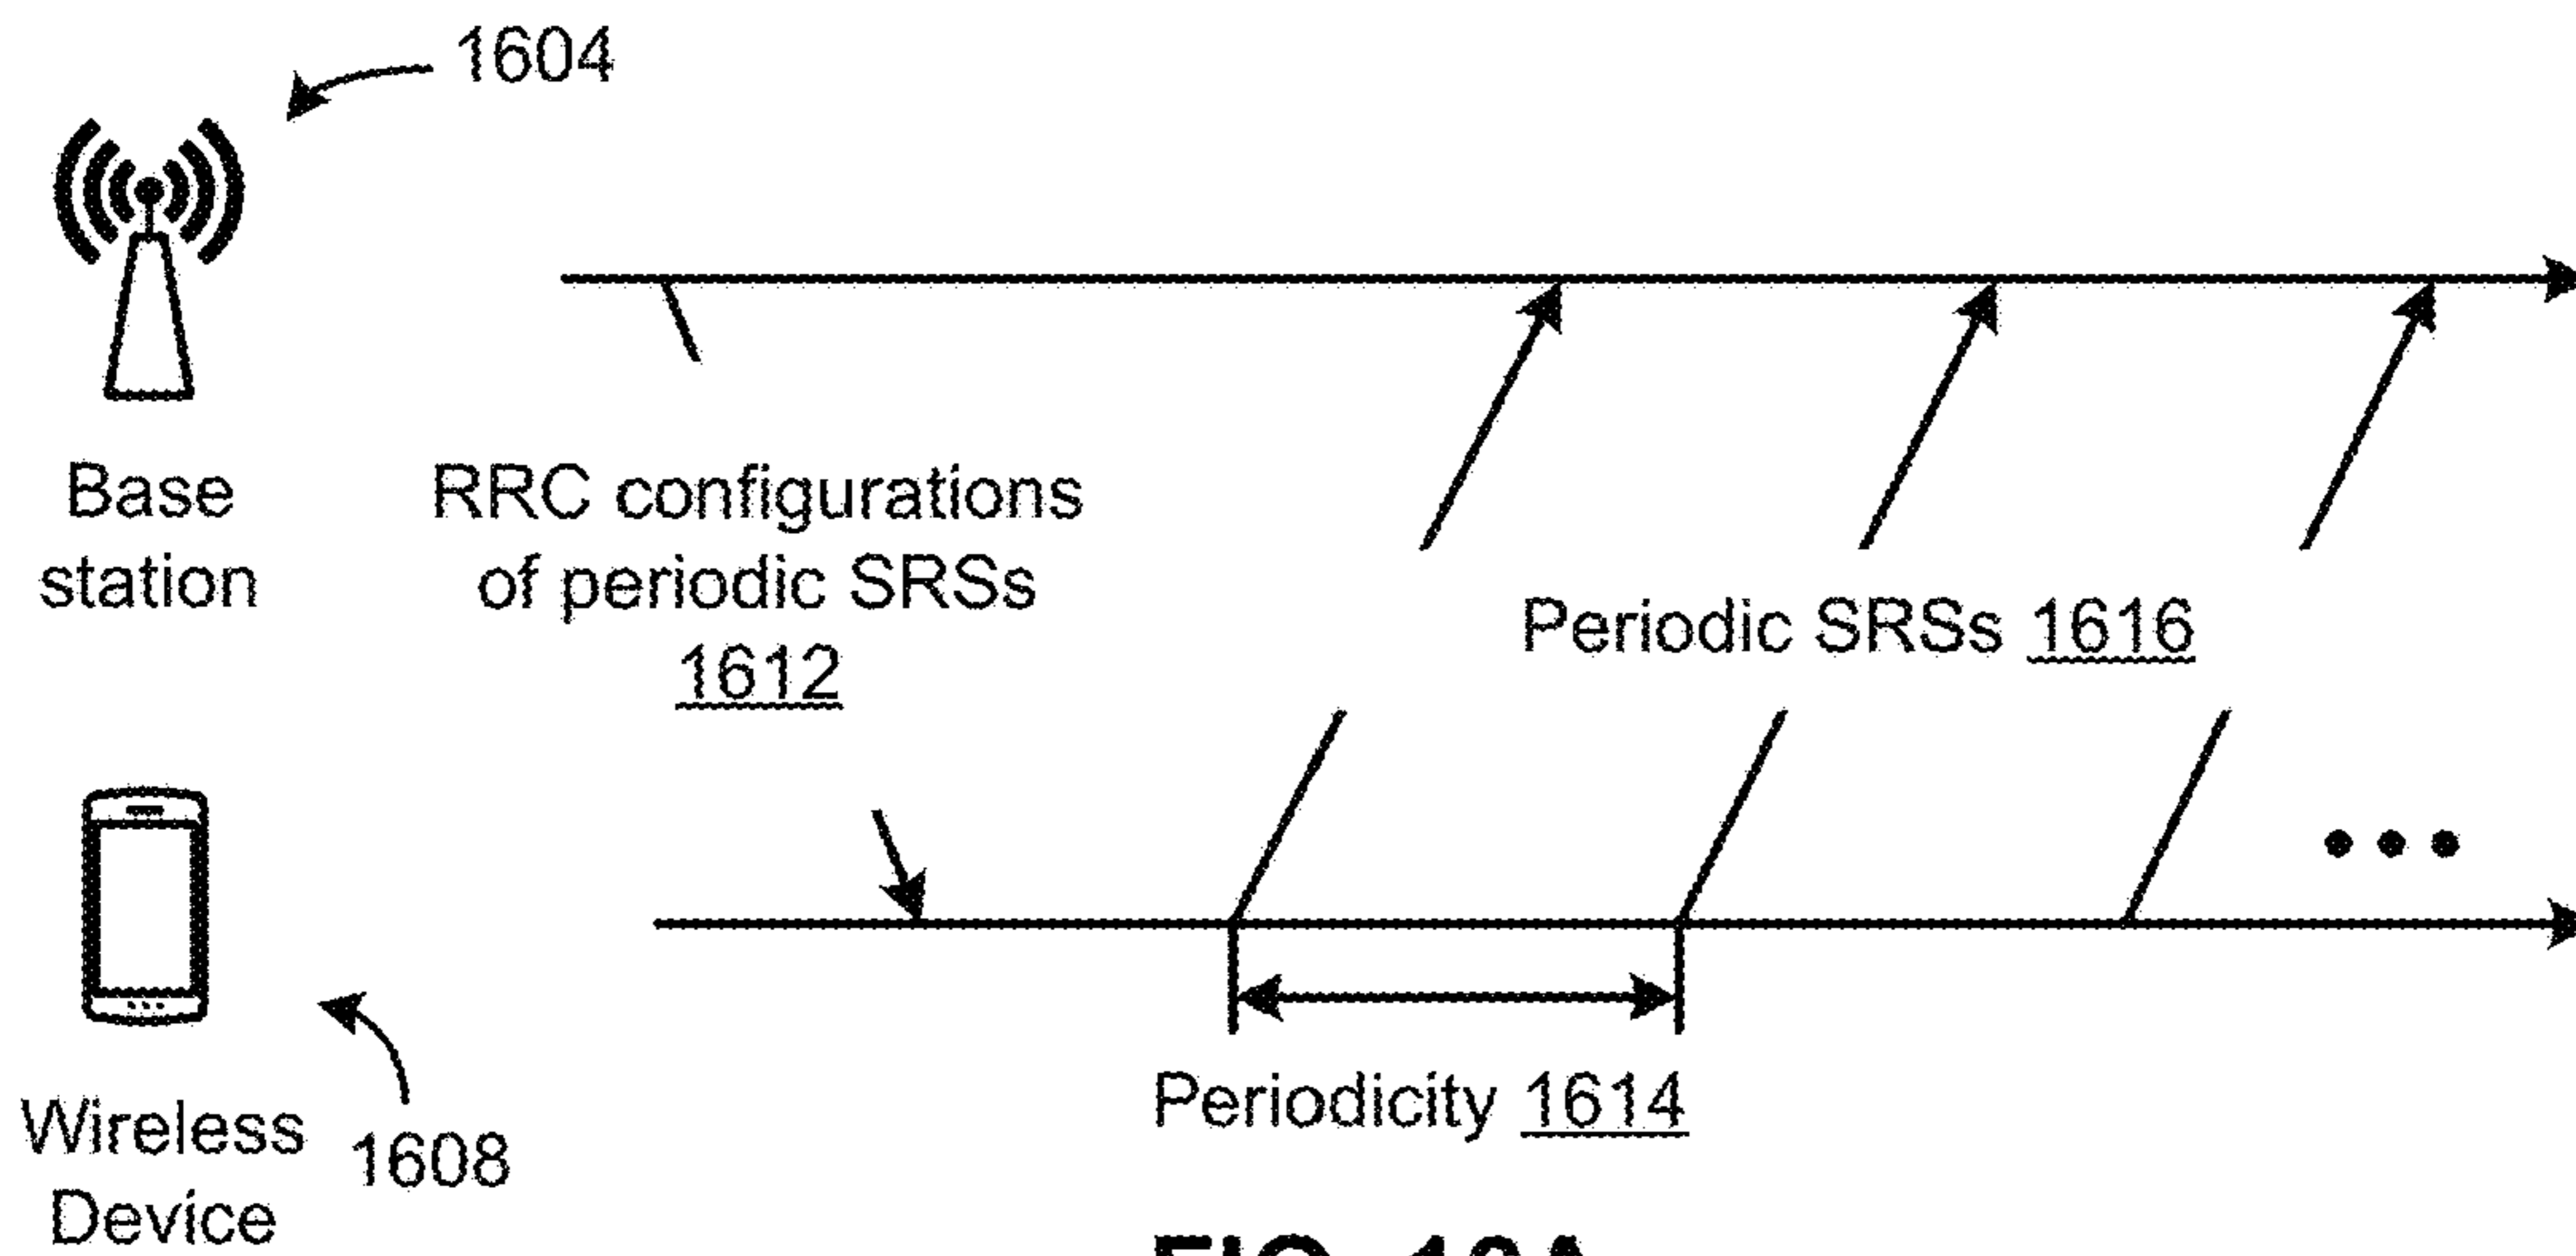 1604
Base
station
RRC configurations
of periodic SRSs
1612
Periodic SRSs 1616
Wireless
Device
1608
Periodicity 1614